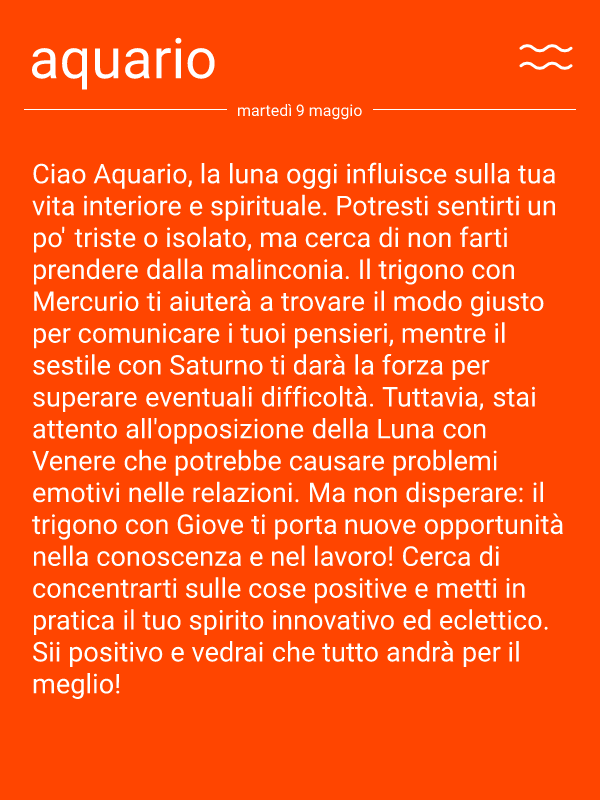 aquario
martedì 9 maggio
Ciao Aquario, la luna oggi influisce sulla tua
vita interiore e spirituale. Potresti sentirti un
po' triste o isolato, ma cerca di non farti
prendere dalla malinconia. Il trigono con
Mercurio ti aiuterà a trovare il modo giusto
per comunicare i tuoi pensieri, mentre il
sestile con Saturno ti darà la forza per
superare eventuali difficoltà. Tuttavia, stai
attento all'opposizione della Luna con
Venere che potrebbe causare problemi
emotivi nelle relazioni. Ma non disperare: il
trigono con Giove ti porta nuove opportunità
nella conoscenza e nel lavoro! Cerca di
concentrarti sulle cose positive e metti in
pratica il tuo spirito innovativo ed eclettico.
Sii positivo e vedrai che tutto andrà per il
meglio!